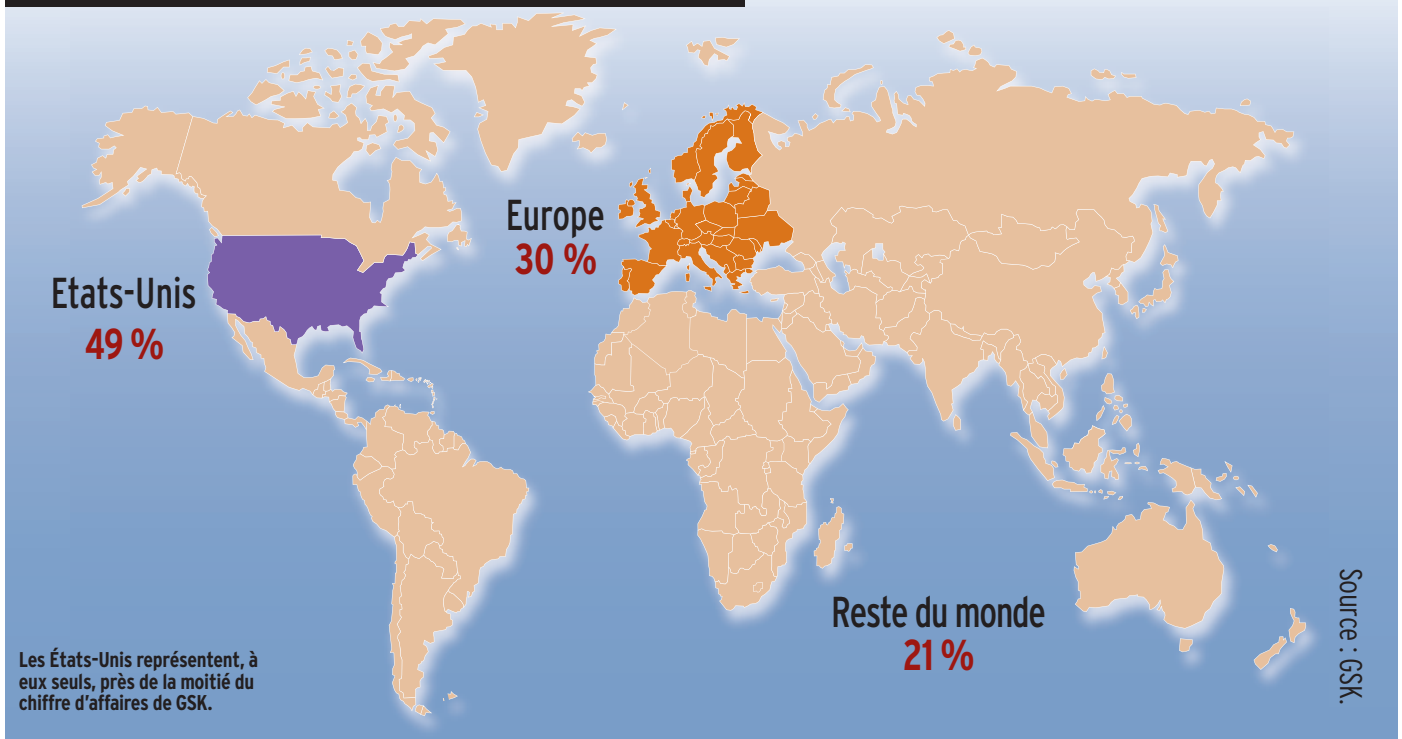 Europe
30 %
Etats-Unis
49 %
Reste du monde
21 %
Les États-Unis représentent, à
eux seuls, près de la moitié du
chiffre d'affaires de GSK.
Source : GSK.